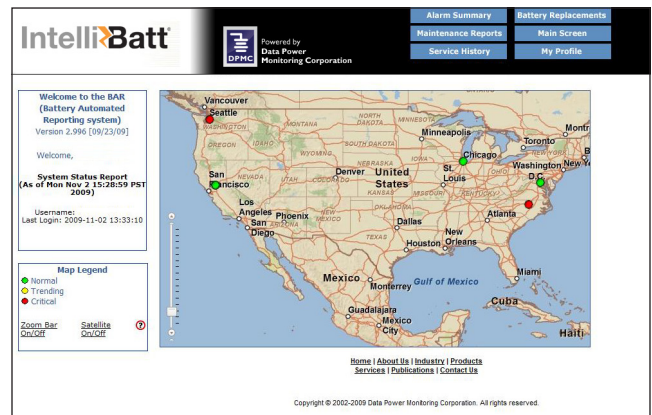 IntelliBatt
DPMC
Powered by
Data Power
Monitoring Corporation
Alarm Summary
Battery Replacements
Maintenance Reports
Main Screen
Service History
My Profile
Welcome to the BAR
(Battery Automated
Reporting system)
Version 2.996 [09/23/09]
Welcome,
System Status Report
(As of Mon Nov 2 15:28:59 PST
2009)
Username:
Last Login: 2009-11-02 13:33:10
Map Legend
Normal
Trending
Critical
Zoom Bar
On/Off
Satellite
On/Off
?
Vancouver
Seattle
WASHINGTON
MONTANA
NORTH
DAKOTA
MINNESOTA
Minneapolis
Montr
Toronto
OREGON
IDAHO
WYOMING
SOUTH DAKOTA
Chicago
NEW YORK
B
NEBRASKA
IOWA
Washington
D.C.
New Y
San
Francisco
NEVADA
UTAH
COLORADO
Denver
United
States
St.
Louis
OHIO
KANSAS
MISSOURI
KENTUCKY
Los
Angeles
Phoenix
ARIZONA
NEW
MEXICO
OKLAHOMA
Atlanta
San
Diego
Dallas
TEXAS
Houston
New
Orleans
Miami
Mexico
Monterrey
Gulf of Mexico
Cuba
Guadalajara
Mexico
City
Haiti
Home | About Us | Industry | Products
Services | Publications | Contact Us
Copyright © 2002-2009 Data Power Monitoring Corporation. All rights reserved.